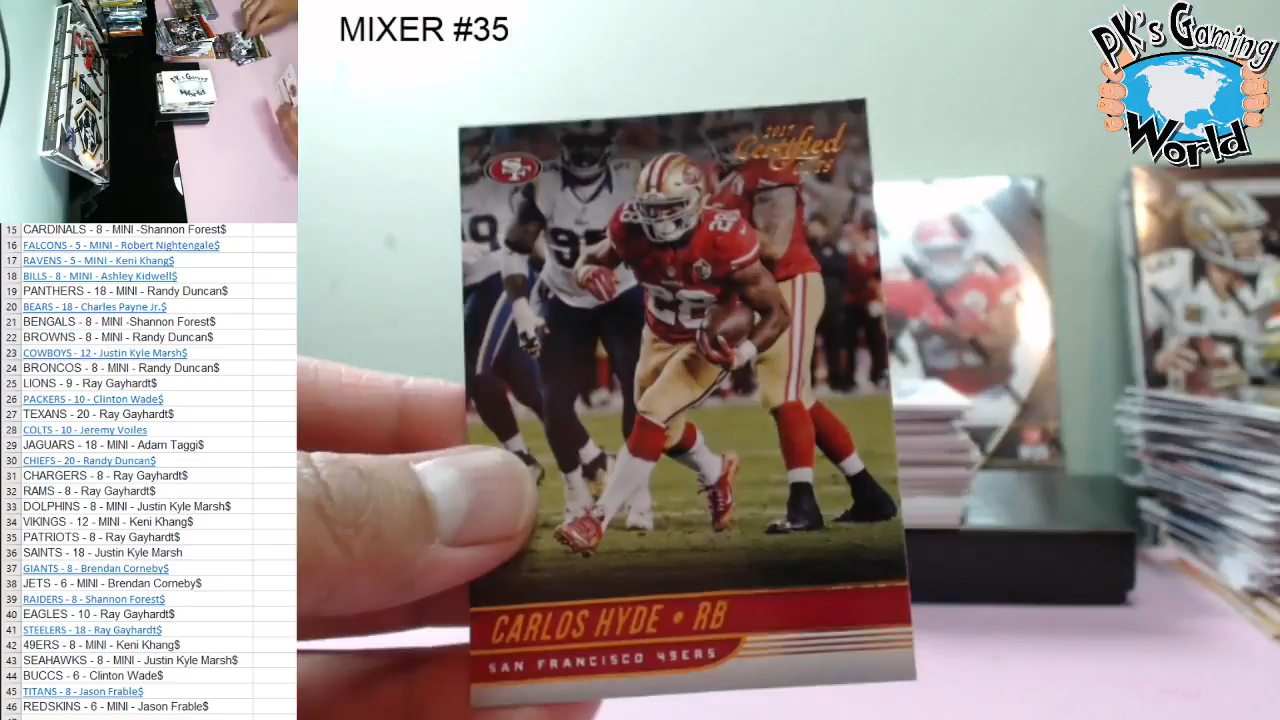 MIXER #35
PK's Gaming
World
PK's Gaming
World
15 CARDINALS - 8 - MINI -Shannon Forest$
16 FALCONS - 5 - MINI - Robert Nightengale$
17 RAVENS - 5 - MINI - Keni Khang$
18 BILLS - 8 - MINI - Ashley Kidwell$
19 PANTHERS - 18 - MINI - Randy Duncan$
20 BEARS - 18 - Charles Payne Jr.$
21 BENGALS - 8 - MINI -Shannon Forest$
22 BROWNS - 8 - MINI - Randy Duncan$
23 COWBOYS - 12 - Justin Kyle Marsh$
24 BRONCOS - 8 - MINI - Randy Duncan$
25 LIONS - 9 - Ray Gayhardt$
26 PACKERS - 10 - Clinton Wade$
27 TEXANS - 20 - Ray Gayhardt$
28 COLTS - 10 - Jeremy Voiles
29 JAGUARS - 18 - MINI - Adam Taggi$
30 CHIEFS - 20 - Randy Duncan$
31 CHARGERS - 8 - Ray Gayhardt$
32 RAMS - 8 - Ray Gayhardt$
33 DOLPHINS - 8 - MINI - Justin Kyle Marsh$
34 VIKINGS - 12 - MINI - Keni Khang$
35 PATRIOTS - 8 - Ray Gayhardt$
36 SAINTS - 18 - Justin Kyle Marsh
37 GIANTS - 8 - Brendan Corneby$
38 JETS - 6 - MINI - Brendan Corneby$
39 RAIDERS - 8 - Shannon Forest$
40 EAGLES - 10 - Ray Gayhardt$
41 STEELERS - 18 - Ray Gayhardt$
42 49ERS - 8 - MINI - Keni Khang$
43 SEAHAWKS - 8 - MINI - Justin Kyle Marsh$
44 BUCCS - 6 - Clinton Wade$
45 TITANS - 8 - Jason Frable$
46 REDSKINS - 6 - MINI - Jason Frable$
2017
Certified
SF
28
28
97
CARLOS HYDE • RB
SAN FRANCISCO 49ERS